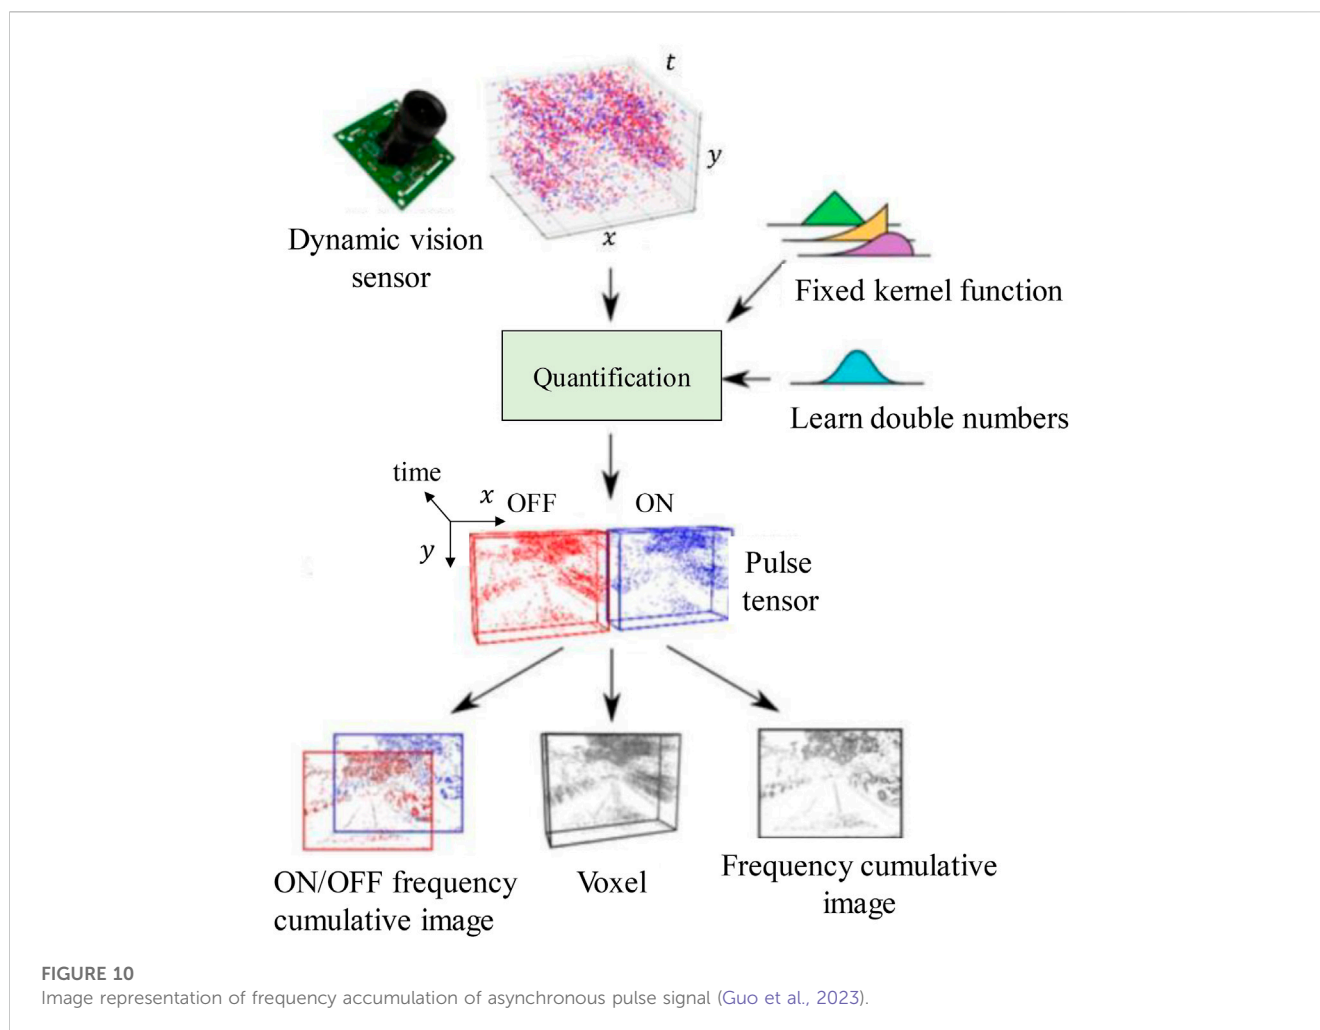 t
y
x
Dynamic vision
sensor
Fixed kernel function
Quantification
Learn double numbers
time
x
OFF
ON
y
Pulse
tensor
ON/OFF frequency
cumulative image
Voxel
Frequency cumulative
image
FIGURE 10
Image representation of frequency accumulation of asynchronous pulse signal (Guo et al., 2023).